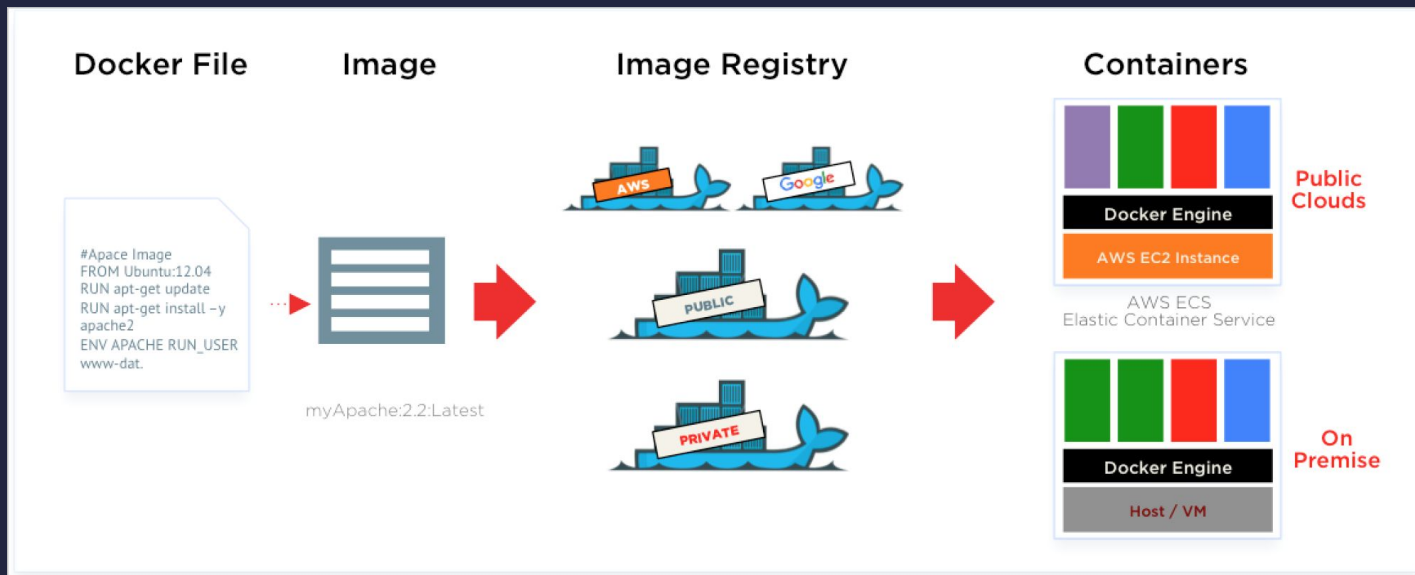 Docker File
Image
Image Registry
Containers
#Apace Image
FROM Ubuntu:12.04
RUN apt-get update
RUN apt-get install –y
apache2
ENV APACHE RUN_USER
www-dat.
myApache:2.2:Latest
AWS
Google
PUBLIC
PRIVATE
Docker Engine
AWS EC2 Instance
Public
Clouds
AWS ECS
Elastic Container Service
Docker Engine
Host / VM
On
Premise